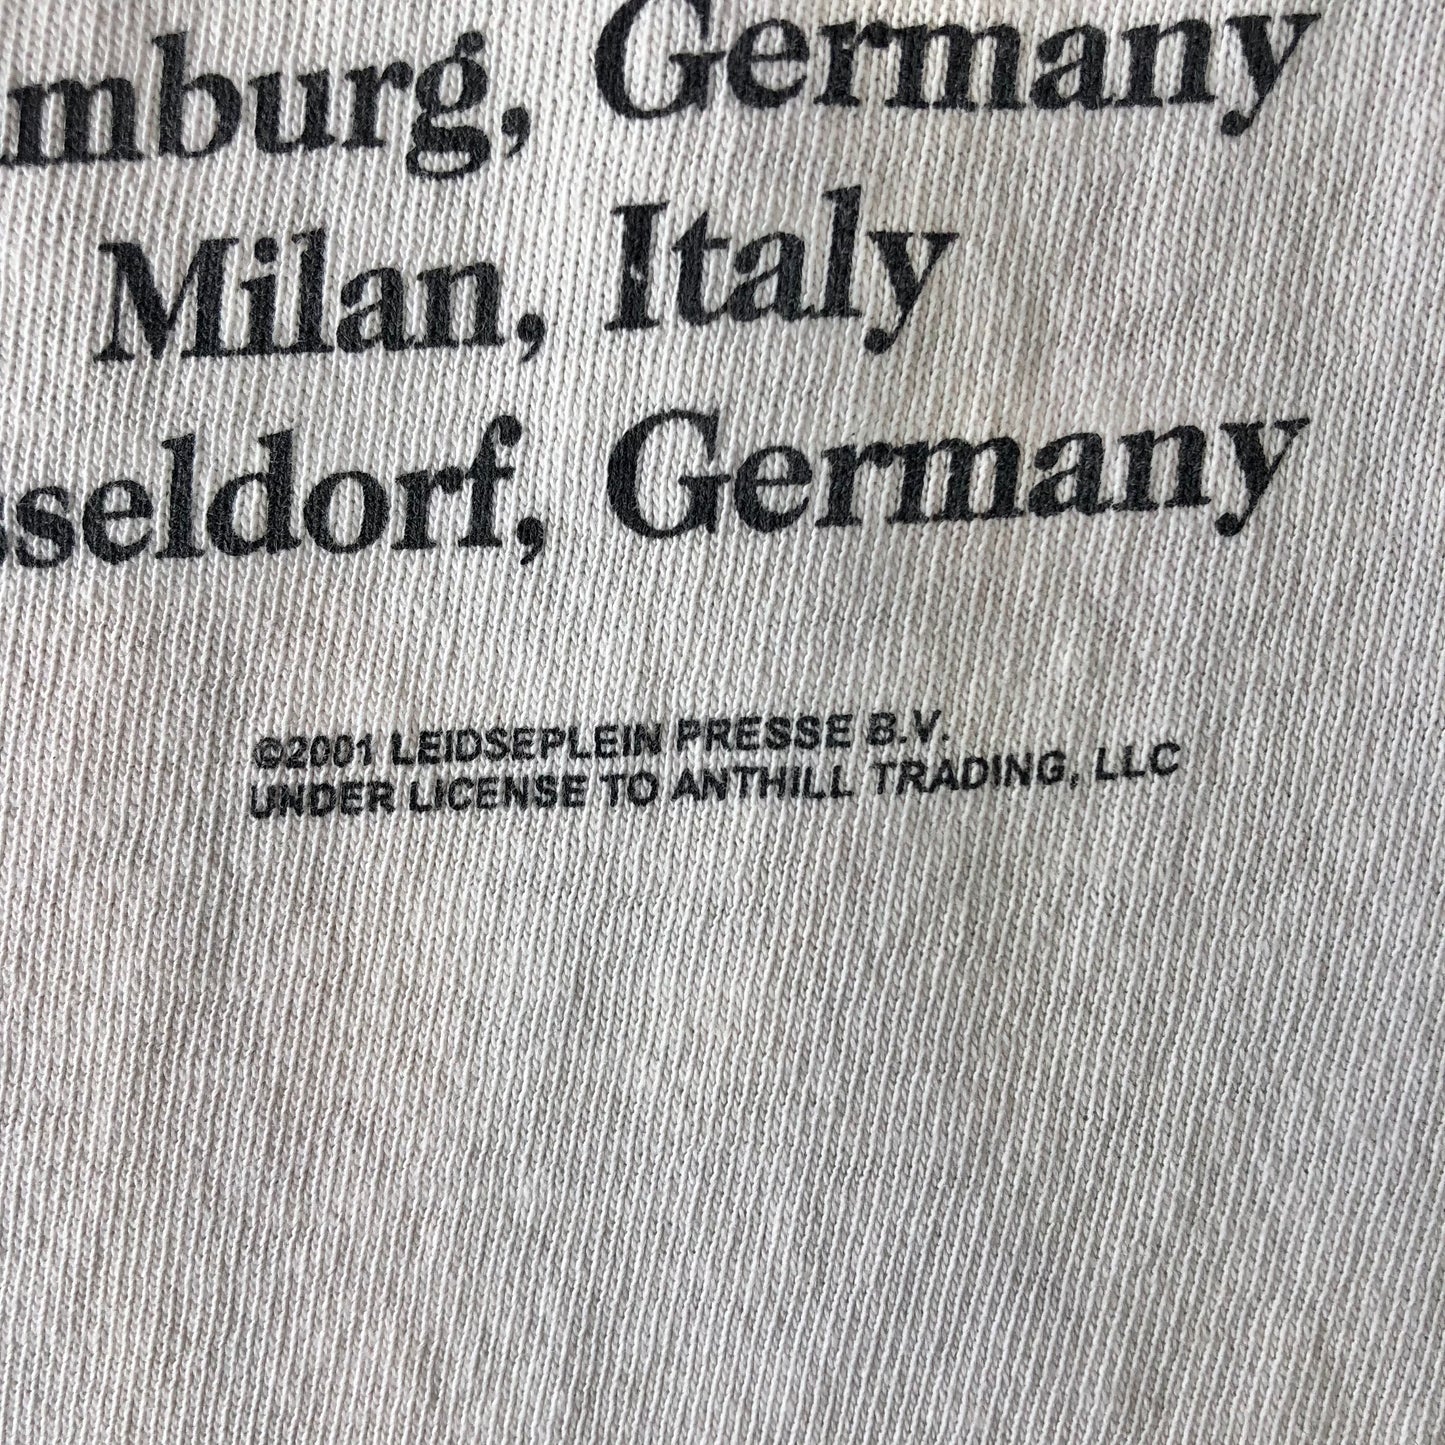 mburg, Germany
Milan, Italy
sseldorf, Germany
©2001 LEIDSEPLEIN PRESSE B.V.
UNDER LICENSE TO ANTHILL TRADING, LLC